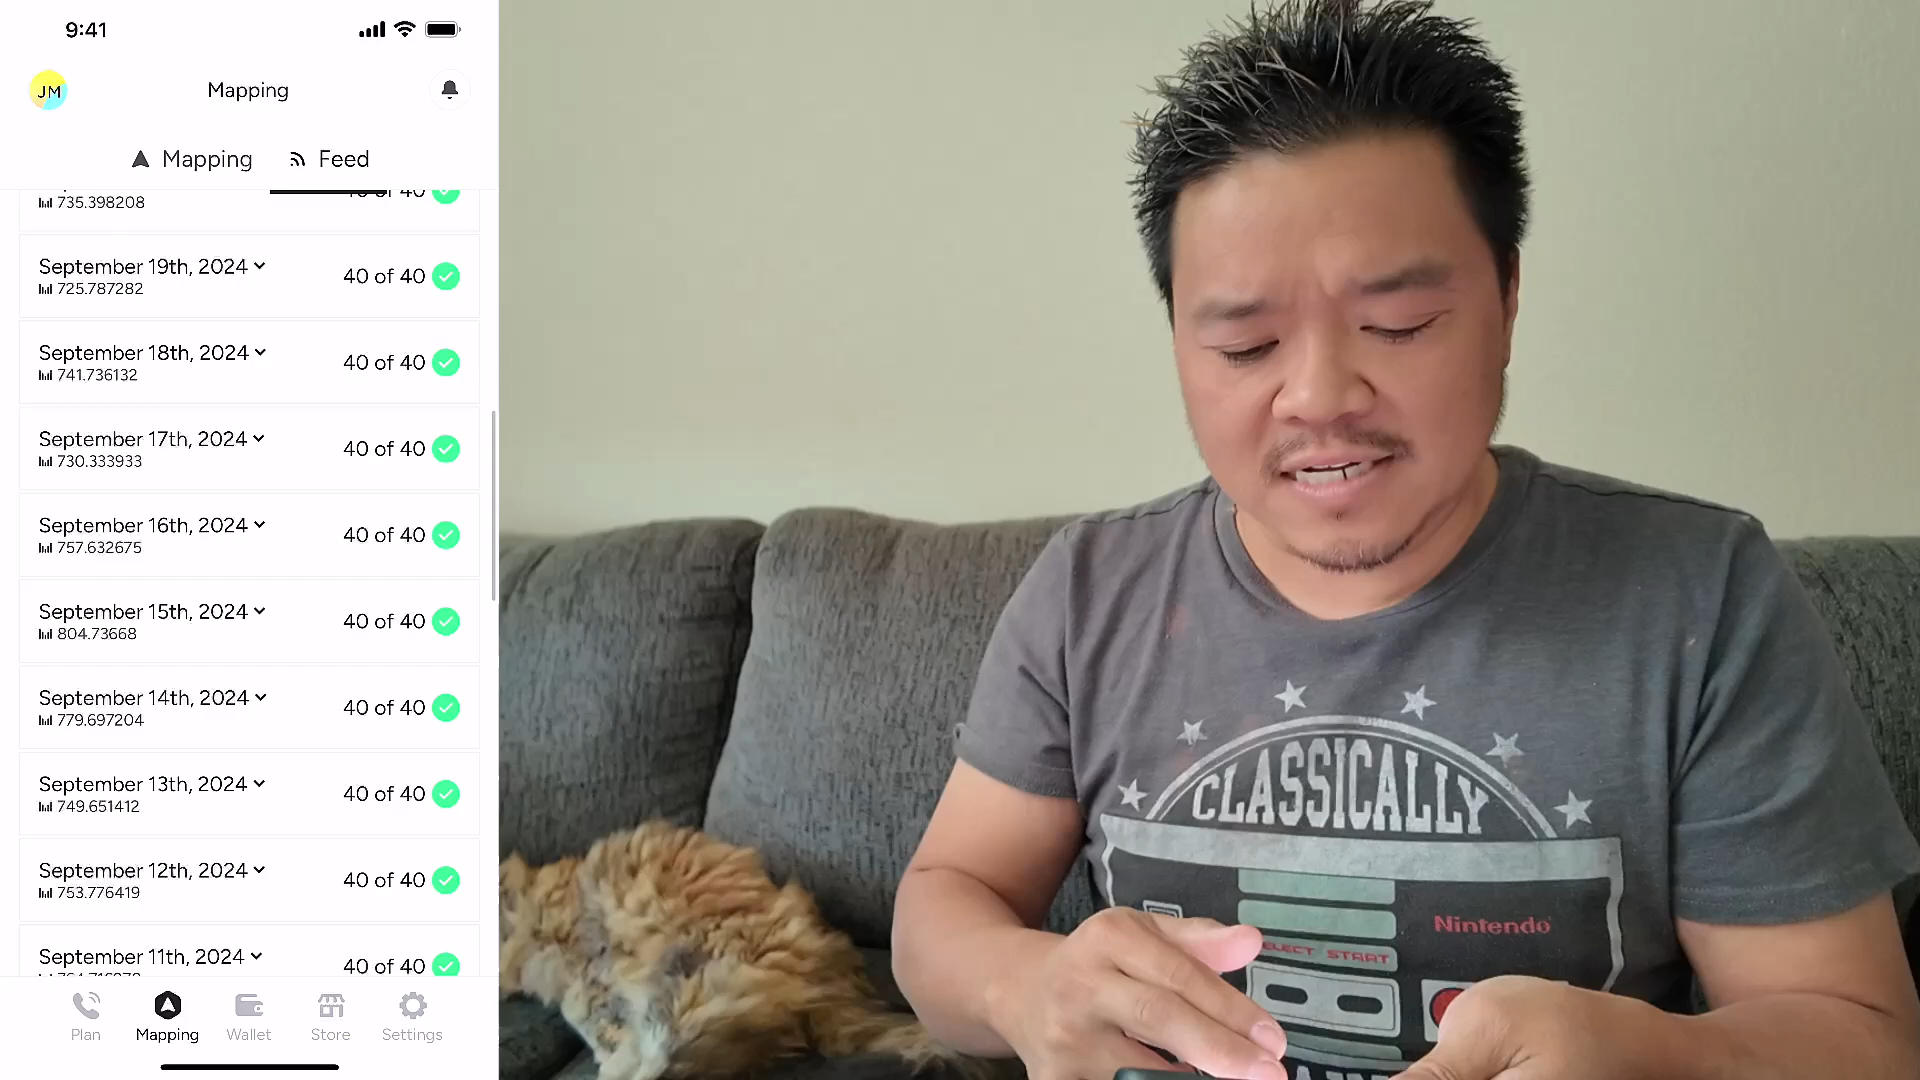 9:41
JM
Mapping
Mapping
Feed
735.398208
September 19th, 2024
40 of 40
725.787282
September 18th, 2024
40 of 40
741.736132
September 17th, 2024
40 of 40
730.333933
September 16th, 2024
40 of 40
757.632675
September 15th, 2024
40 of 40
804.73668
September 14th, 2024
40 of 40
779.697204
September 13th, 2024
40 of 40
749.651412
September 12th, 2024
40 of 40
753.776419
September 11th, 2024
40 of 40
Plan
Mapping
Wallet
Store
Settings
CLASSICALLY
Nintendo
SELECT START